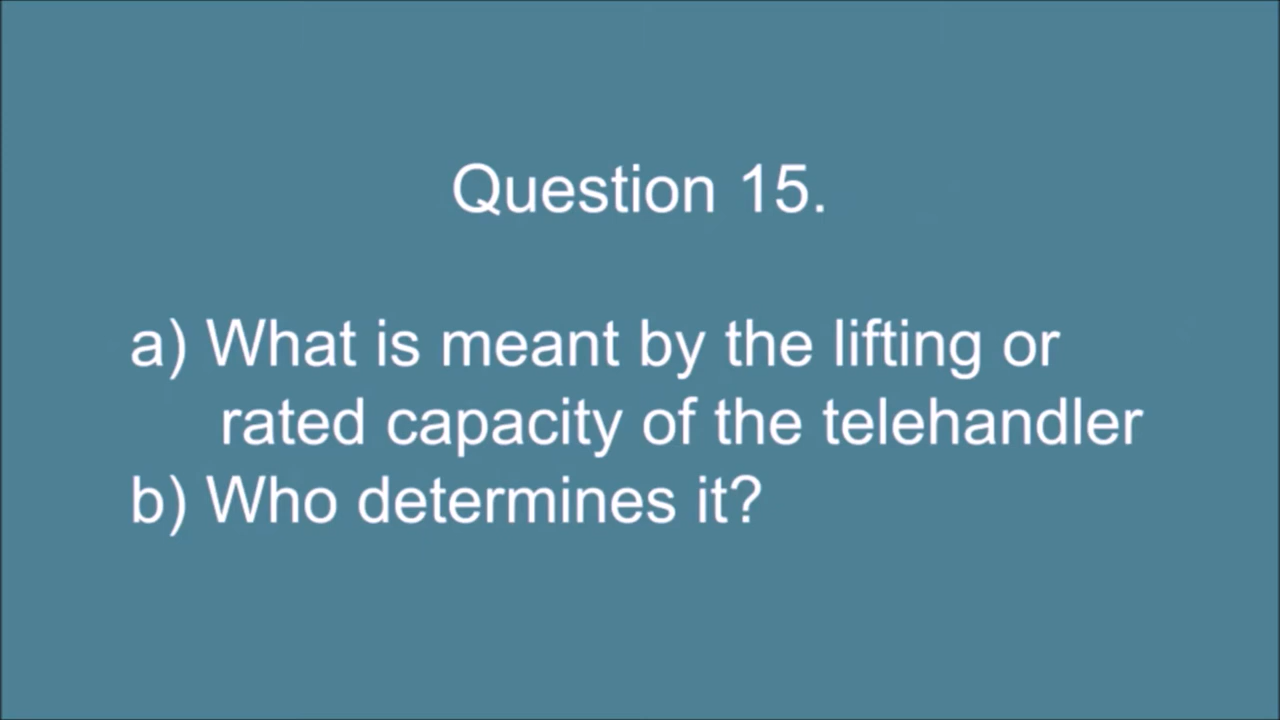 Question 15.
a) What is meant by the lifting or
rated capacity of the telehandler
b) Who determines it?